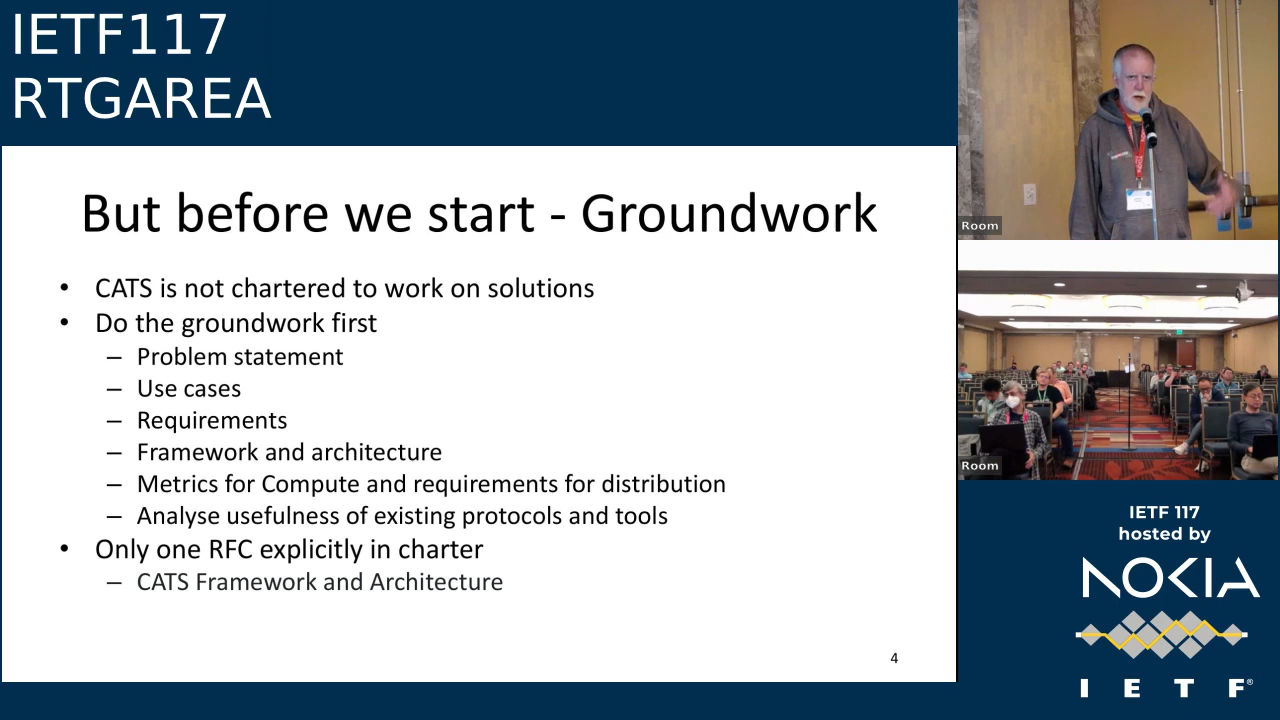 IETF117
RTGAREA
But before we start - Groundwork
• CATS is not chartered to work on solutions
• Do the groundwork first
– Problem statement
– Use cases
– Requirements
– Framework and architecture
– Metrics for Compute and requirements for distribution
– Analyse usefulness of existing protocols and tools
• Only one RFC explicitly in charter
– CATS Framework and Architecture
4
Room
Room
IETF 117
hosted by
NOKIA
I E T F®